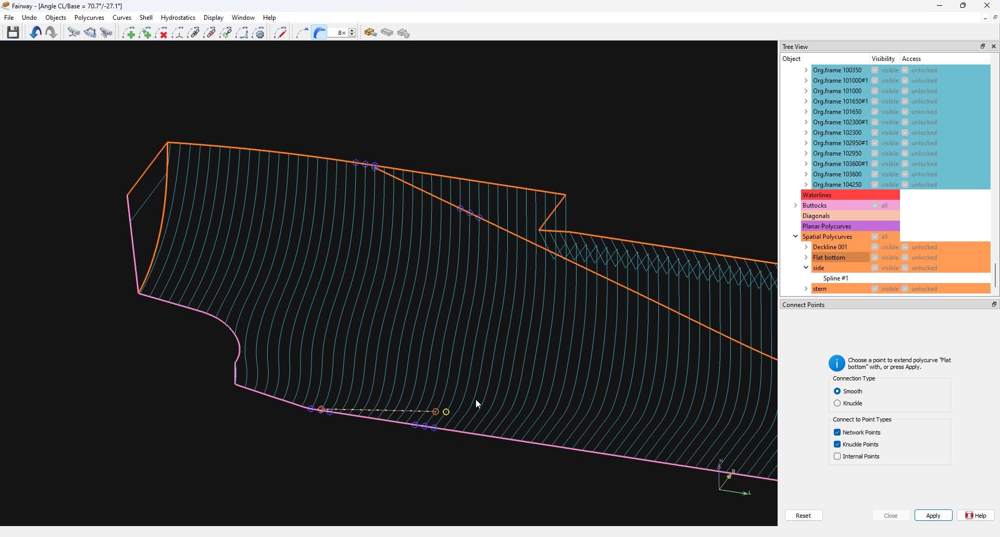 Fairway - [Angle CL/Base = 70.7°/-27.1°]
File Undo Objects Polycurves Curves Shell Hydrostatics Display Window Help
8×
Tree View
Object Visibility Access
Org.frame 100350 visible unlocked
Org.frame 101000#1 visible unlocked
Org.frame 101000 visible unlocked
Org.frame 101650#1 visible unlocked
Org.frame 101650 visible unlocked
Org.frame 102300#1 visible unlocked
Org.frame 102300 visible unlocked
Org.frame 102950#1 visible unlocked
Org.frame 102950 visible unlocked
Org.frame 103600#1 visible unlocked
Org.frame 103600 visible unlocked
Org.frame 104250 visible unlocked
Waterlines
Buttocks all
Diagonals
Planar Polycurves
Spatial Polycurves all
Deckline 001 visible unlocked
Flat bottom visible unlocked
side visible unlocked
Spline #1
stern visible unlocked
Connect Points
Choose a point to extend polycurve "Flat
bottom" with, or press Apply.
Connection Type
Smooth
Knuckle
Connect to Point Types
Network Points
Knuckle Points
Internal Points
H
B
L
Reset Close Apply Help